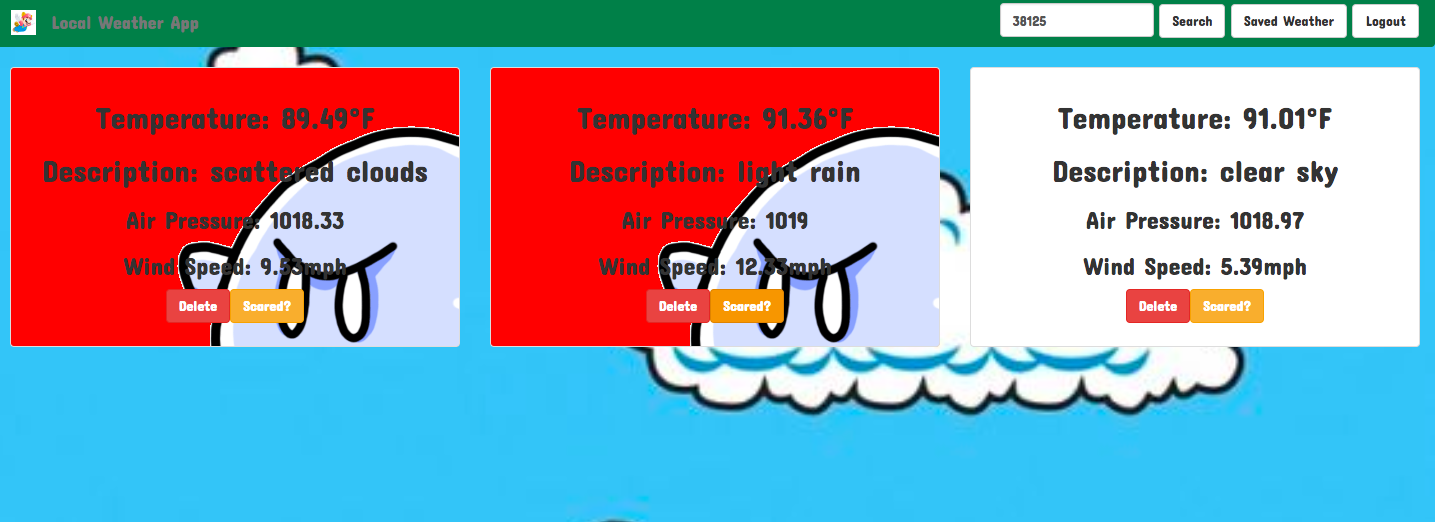 Local Weather App
38125
Search
Saved Weather
Logout
Temperature: 89.49°F
Description: scattered clouds
Air Pressure: 1018.33
Wind Speed: 9.53mph
Delete
Scared?
Temperature: 91.36°F
Description: light rain
Air Pressure: 1019
Wind Speed: 12.33mph
Delete
Scared?
Temperature: 91.01°F
Description: clear sky
Air Pressure: 1018.97
Wind Speed: 5.39mph
Delete
Scared?